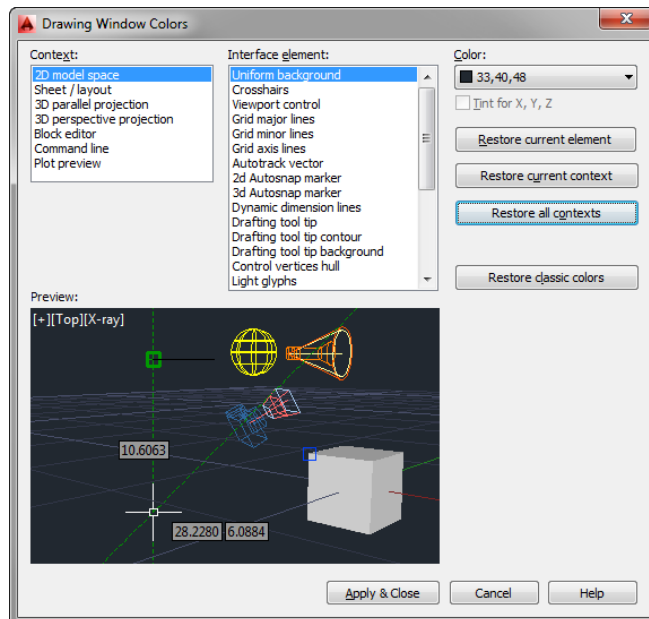 Drawing Window Colors
Context:
2D model space
Sheet / layout
3D parallel projection
3D perspective projection
Block editor
Command line
Plot preview
Interface element:
Uniform background
Crosshairs
Viewport control
Grid major lines
Grid minor lines
Grid axis lines
Autotrack vector
2d Autosnap marker
3d Autosnap marker
Dynamic dimension lines
Drafting tool tip
Drafting tool tip contour
Drafting tool tip background
Control vertices hull
Light glyphs
Color:
33,40,48
Tint for X, Y, Z
Restore current element
Restore current context
Restore all contexts
Restore classic colors
Preview:
[+][Top][X-ray]
10.6063
28.2280 6.0884
Apply & Close Cancel Help